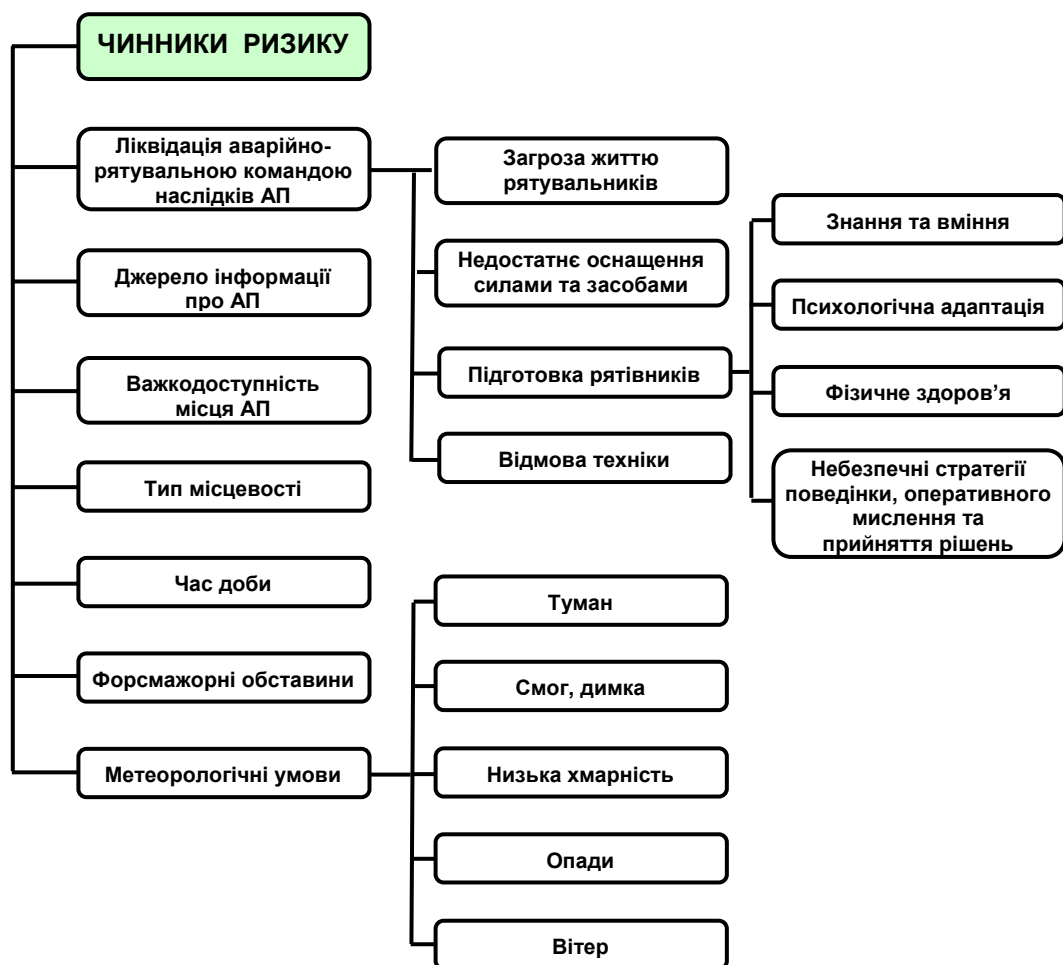 ЧИННИКИ РИЗИКУ
Ліквідація аварійно-
рятувальною командою
наслідків АП
Джерело інформації
про АП
Важкодоступність
місця АП
Тип місцевості
Час доби
Форсмажорні обставини
Метеорологічні умови
Загроза життю
рятувальників
Недостатнє оснащення
силами та засобами
Підготовка рятівників
Відмова техніки
Знання та вміння
Психологічна адаптація
Фізичне здоров’я
Небезпечні стратегії
поведінки, оперативного
мислення та
прийняття рішень
Туман
Смог, димка
Низька хмарність
Опади
Вітер